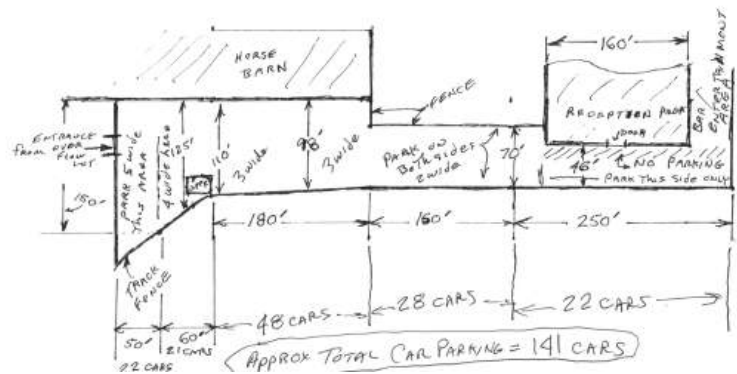 HORSE
BARN
160'
RECEPTION AREA
DOOR
BAR/
ENTERTAINMENT
AREA
FENCE
ENTRANCE
FROM OVER
FLOW
LOT
PARK 5 WIDE
THIS AREA
4 WIDE HERE
125'
110'
3 WIDE
98'
3 WIDE
PARK ON
BOTH SIDES
2 WIDE
70'
46'
NO PARKING
PARK THIS SIDE ONLY
150'
TRACK
FENCE
180'
160'
250'
50'
60'
22 CARS
21 CARS
48 CARS
28 CARS
22 CARS
APPROX TOTAL CAR PARKING = 141 CARS